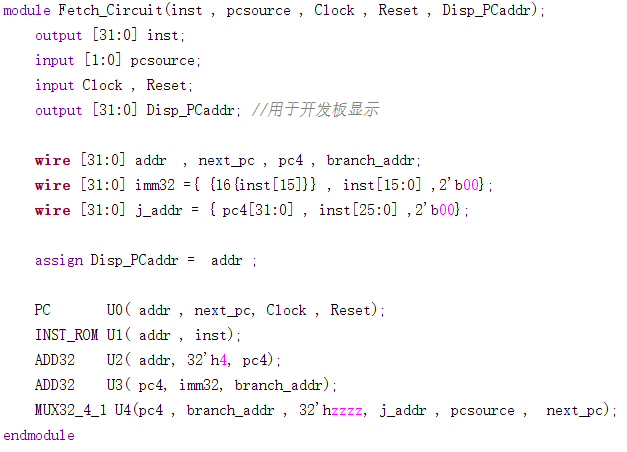 module Fetch_Circuit(inst , pcsource , Clock , Reset , Disp_PCaddr);
output [31:0] inst;
input [1:0] pcsource;
input Clock , Reset;
output [31:0] Disp_PCaddr; //用于开发板显示
wire [31:0] addr , next_pc , pc4 , branch_addr;
wire [31:0] imm32 ={ {16{inst[15]}} , inst[15:0] ,2'b00};
wire [31:0] j_addr = { pc4[31:0] , inst[25:0] ,2'b00};
assign Disp_PCaddr = addr ;
PC U0( addr , next_pc, Clock , Reset);
INST_ROM U1( addr , inst);
ADD32 U2( addr, 32'h4, pc4);
ADD32 U3( pc4, imm32, branch_addr);
MUX32_4_1 U4(pc4 , branch_addr , 32'hzzzz, j_addr , pcsource , next_pc);
endmodule